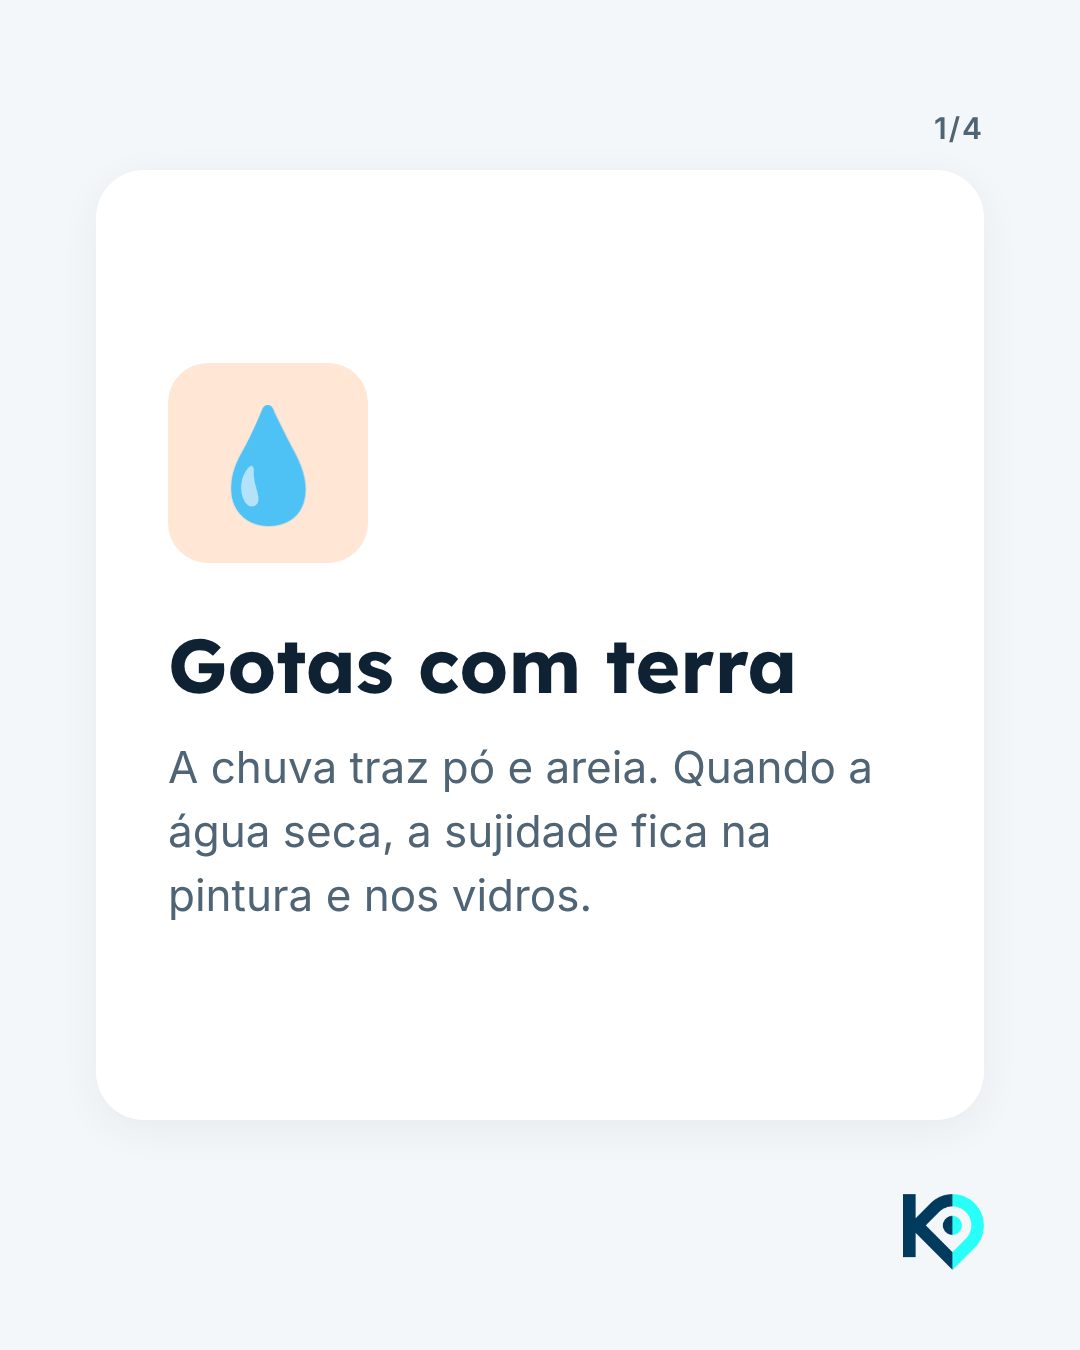 1/4
Gotas com terra
A chuva traz pó e areia. Quando a
água seca, a sujidade fica na
pintura e nos vidros.